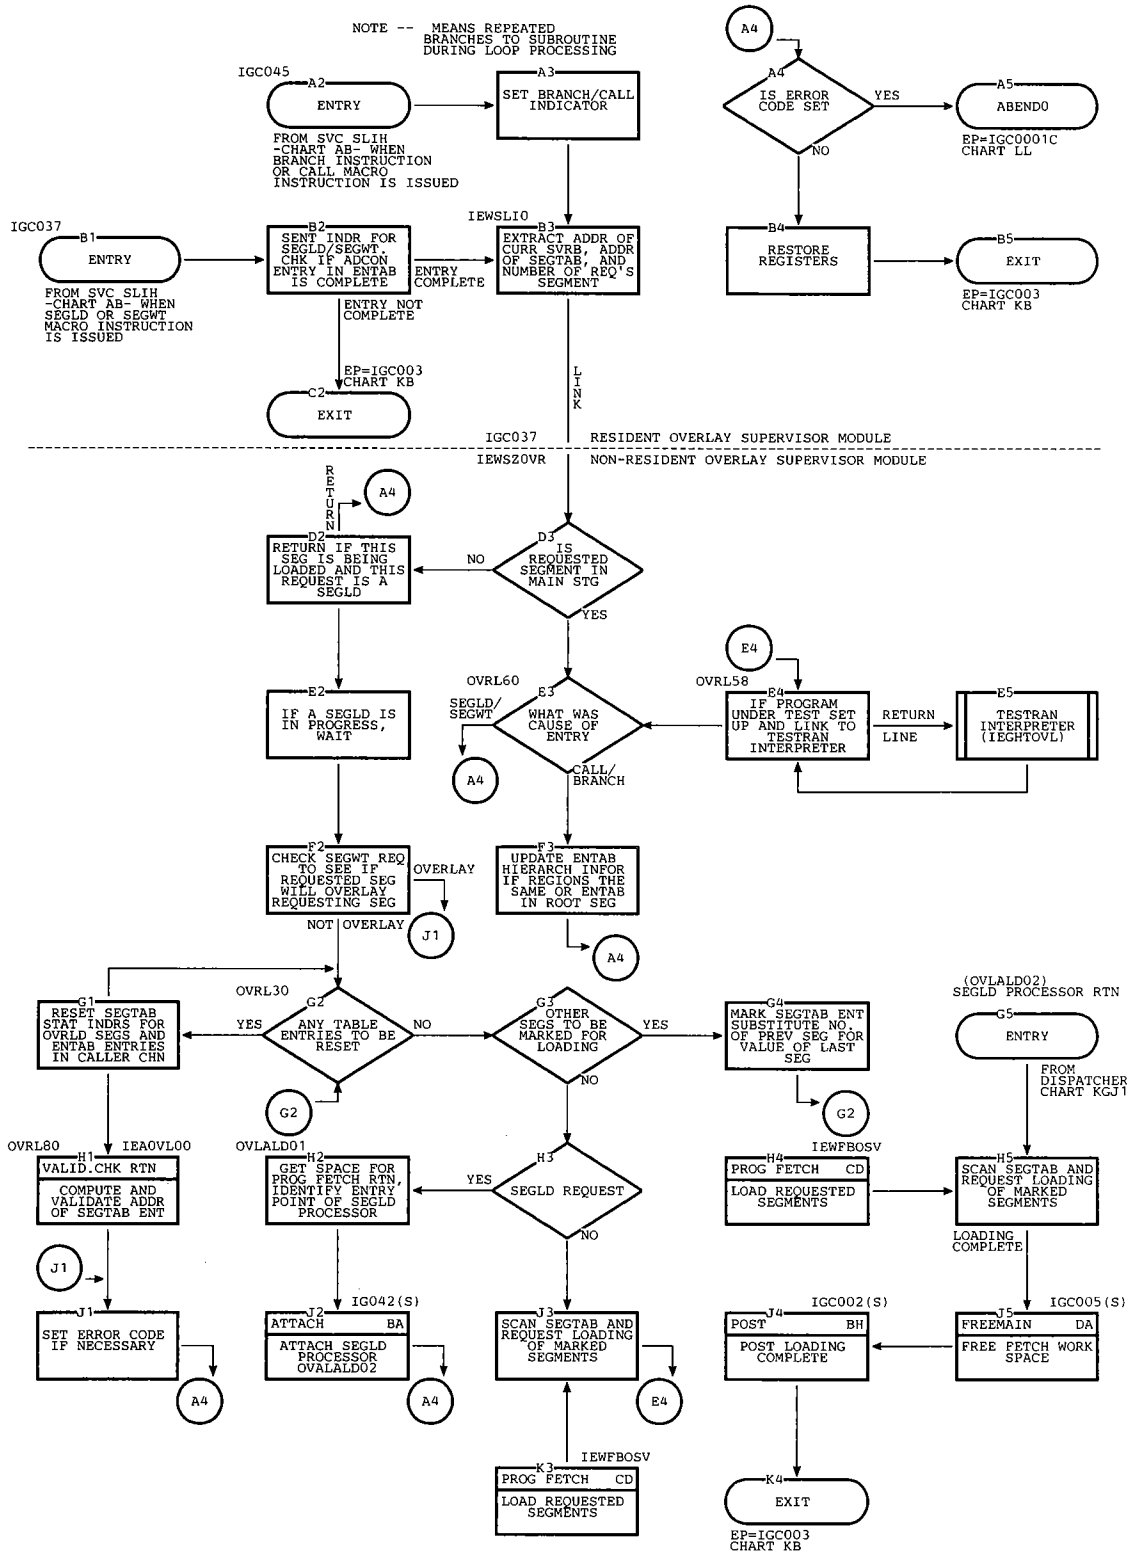 NOTE -- MEANS REPEATED
BRANCHES TO SUBROUTINE
DURING LOOP PROCESSING
A4
IGC045
A2
ENTRY
FROM SVC SLIH
-CHART AB- WHEN
BRANCH INSTRUCTION
OR CALL MACRO
INSTRUCTION IS ISSUED
A3
SET BRANCH/CALL
INDICATOR
A4
IS ERROR
CODE SET
YES
NO
A5
ABEND0
EP=IGC0001C
CHART LL
IGC037
B1
ENTRY
FROM SVC SLIH
-CHART AB- WHEN
SEGLD OR SEGWT
MACRO INSTRUCTION
IS ISSUED
B2
SENT INDR FOR
SEGLD/SEGWT.
CHK IF ADCON
ENTRY IN ENTAB
IS COMPLETE
ENTRY
COMPLETE
ENTRY NOT
COMPLETE
IEWSLI0
B3
EXTRACT ADDR OF
CURR SVRB, ADDR
OF SEGTAB, AND
NUMBER OF REQ'S
SEGMENT
B4
RESTORE
REGISTERS
B5
EXIT
EP=IGC003
CHART KB
EP=IGC003
CHART KB
C2
EXIT
LINK
IGC037 RESIDENT OVERLAY SUPERVISOR MODULE
IEWSZ0VR NON-RESIDENT OVERLAY SUPERVISOR MODULE
RETURN
A4
D2
RETURN IF THIS
SEG IS BEING
LOADED AND THIS
REQUEST IS A
SEGLD
NO
D3
IS
REQUESTED
SEGMENT IN
MAIN STG
YES
E2
IF A SEGLD IS
IN PROGRESS,
WAIT
OVRL60
SEGLD/
SEGWT
E3
WHAT WAS
CAUSE OF
ENTRY
A4
CALL/
BRANCH
E4
OVRL58
E4
IF PROGRAM
UNDER TEST SET
UP AND LINK TO
TESTRAN
INTERPRETER
RETURN
LINE
E5
TESTRAN
INTERPRETER
(IEGHTOVL)
F2
CHECK SEGWT REQ
TO SEE IF
REQUESTED SEG
WILL OVERLAY
REQUESTING SEG
OVERLAY
J1
NOT OVERLAY
F3
UPDATE ENTAB
HIERARCH INFOR
IF REGIONS THE
SAME OR ENTAB
IN ROOT SEG
A4
G1
RESET SEGTAB
STAT INDRS FOR
OVRLD SEGS AND
ENTAB ENTRIES
IN CALLER CHN
YES
OVRL30
G2
ANY TABLE
ENTRIES TO BE
RESET
NO
G2
G3
OTHER
SEGS TO BE
MARKED FOR
LOADING
YES
NO
G4
MARK SEGTAB ENT
SUBSTITUTE NO.
OF PREV SEG FOR
VALUE OF LAST
SEG
G2
(OVLALD02)
SEGLD PROCESSOR RTN
G5
ENTRY
FROM
DISPATCHER
CHART KGJ1
OVRL80 IEA0VL00
H1
VALID.CHK RTN
COMPUTE AND
VALIDATE ADDR
OF SEGTAB ENT
OVLALD01
H2
GET SPACE FOR
PROG FETCH RTN,
IDENTIFY ENTRY
POINT OF SEGLD
PROCESSOR
YES
H3
SEGLD REQUEST
NO
IEWFBOSV
H4
PROG FETCH CD
LOAD REQUESTED
SEGMENTS
H5
SCAN SEGTAB AND
REQUEST LOADING
OF MARKED
SEGMENTS
LOADING
COMPLETE
J1
J1
SET ERROR CODE
IF NECESSARY
A4
IG042(S)
J2
ATTACH BA
ATTACH SEGLD
PROCESSOR
OVALALD02
A4
J3
SCAN SEGTAB AND
REQUEST LOADING
OF MARKED
SEGMENTS
E4
IGC002(S)
J4
POST BH
POST LOADING
COMPLETE
IGC005(S)
J5
FREEMAIN DA
FREE FETCH WORK
SPACE
IEWFBOSV
K3
PROG FETCH CD
LOAD REQUESTED
SEGMENTS
K4
EXIT
EP=IGC003
CHART KB